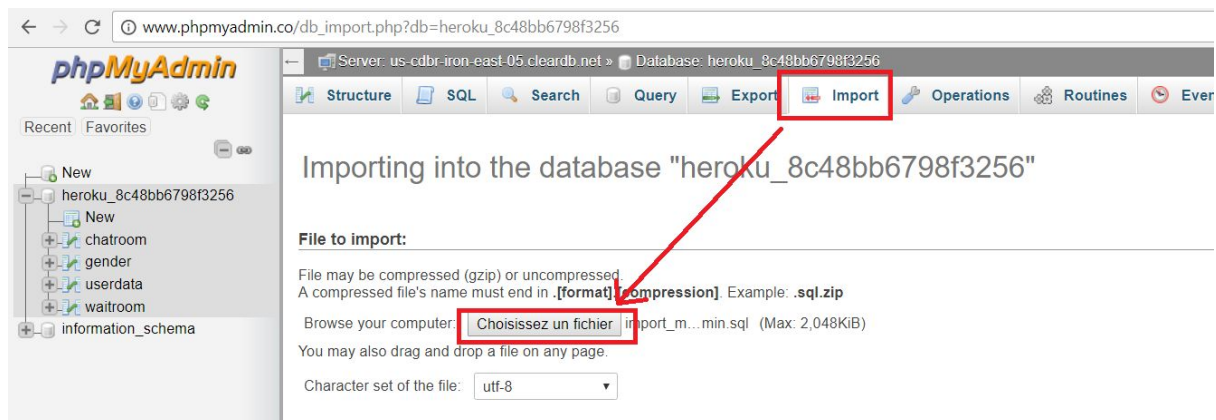 www.phpmyadmin.co/db_import.php?db=heroku_8c48bb6798f3256
phpMyAdmin
Recent Favorites
New
heroku_8c48bb6798f3256
New
chatroom
gender
userdata
waitroom
information_schema
Server: us-cdbr-iron-east-05.cleardb.net » Database: heroku_8c48bb6798f3256
Structure SQL Search Query Export Import Operations Routines Even
Importing into the database "heroku_8c48bb6798f3256"
File to import:
File may be compressed (gzip) or uncompressed.
A compressed file's name must end in .[format].[compression]. Example: .sql.zip
Browse your computer: Choisissez un fichier import_m…min.sql (Max: 2,048KiB)
You may also drag and drop a file on any page.
Character set of the file: utf-8